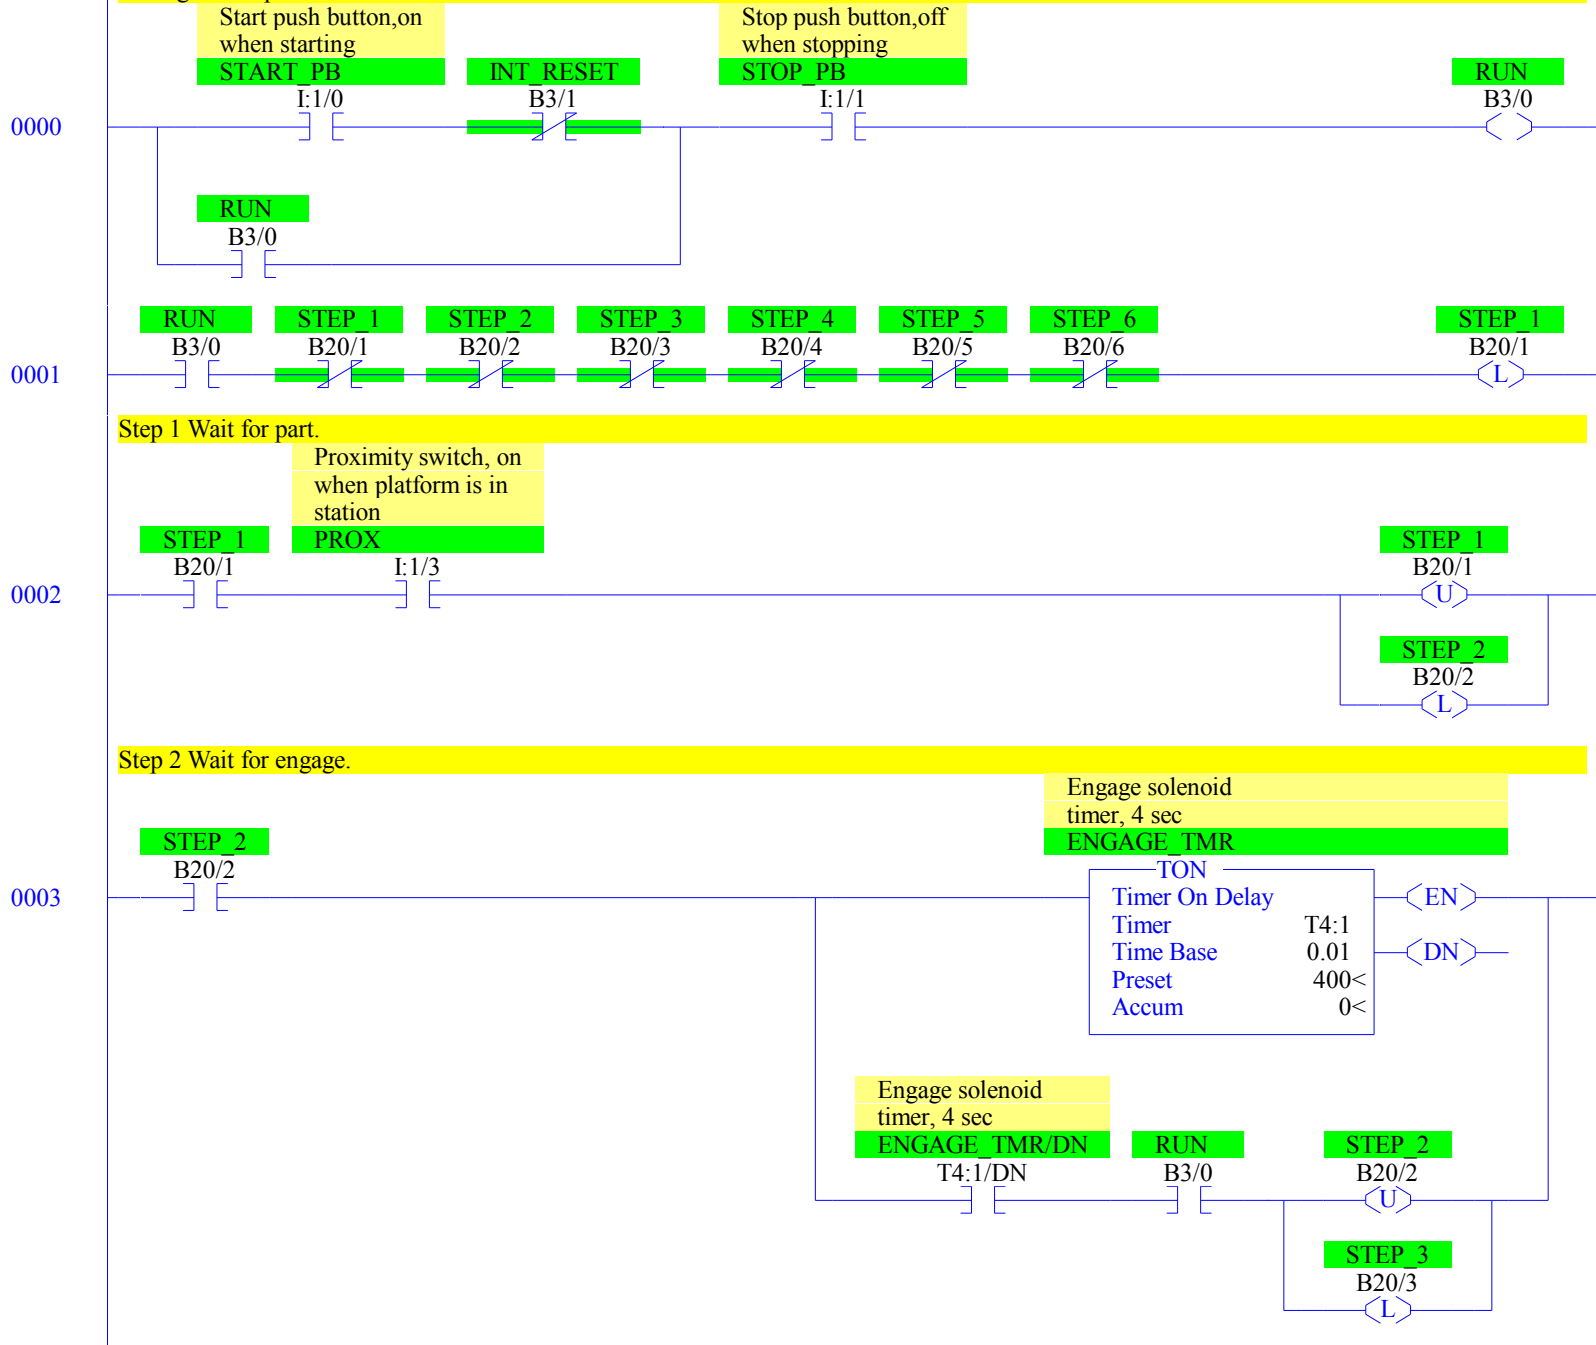 Start push button,on
when starting
START_PB
I:1/0
INT_RESET
B3/1
Stop push button,off
when stopping
STOP_PB
I:1/1
RUN
B3/0
0000
RUN
B3/0
RUN
B3/0
STEP_1
B20/1
STEP_2
B20/2
STEP_3
B20/3
STEP_4
B20/4
STEP_5
B20/5
STEP_6
B20/6
STEP_1
B20/1
L
0001
Step 1 Wait for part.
Proximity switch, on
when platform is in
station
STEP_1
B20/1
PROX
I:1/3
STEP_1
B20/1
U
0002
STEP_2
B20/2
L
Step 2 Wait for engage.
Engage solenoid
timer, 4 sec
ENGAGE_TMR
STEP_2
B20/2
0003
TON
Timer On Delay
Timer T4:1
Time Base 0.01
Preset 400<
Accum 0<
EN
DN
Engage solenoid
timer, 4 sec
ENGAGE_TMR/DN
T4:1/DN
RUN
B3/0
STEP_2
B20/2
U
STEP_3
B20/3
L